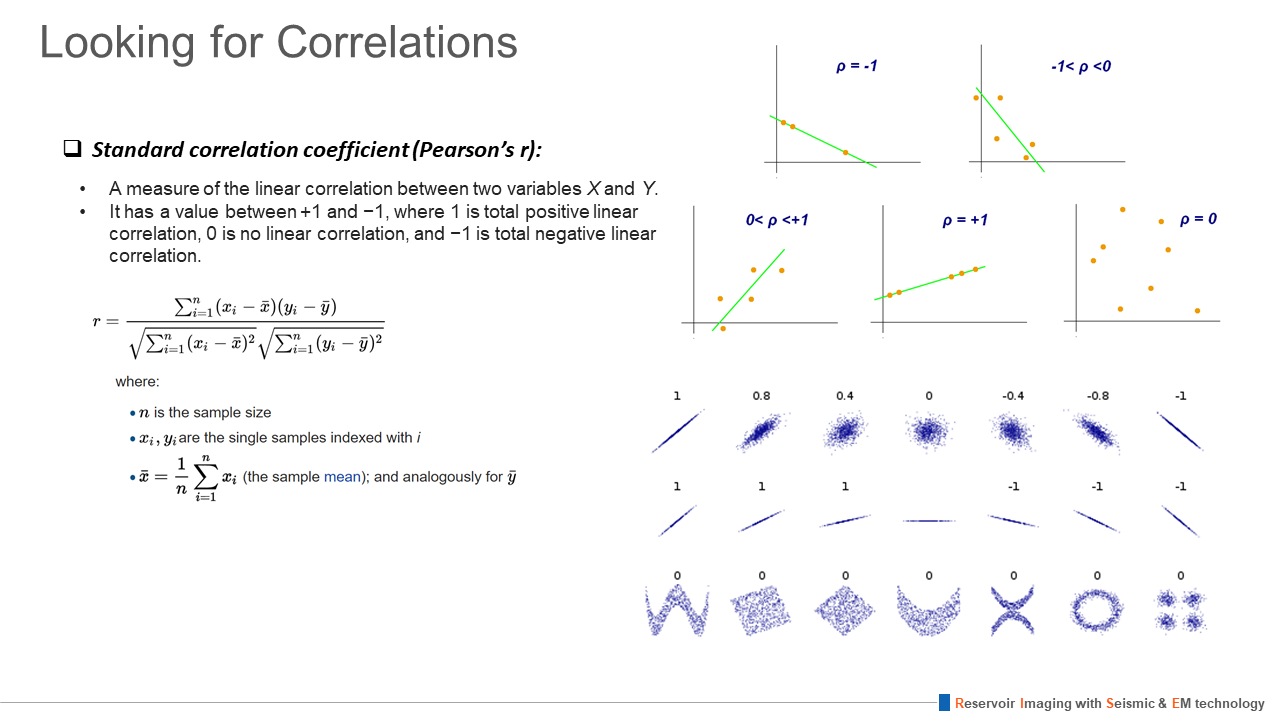 Looking for Correlations
❑ Standard correlation coefficient (Pearson's r):
• A measure of the linear correlation between two variables X and Y.
• It has a value between +1 and −1, where 1 is total positive linear
correlation, 0 is no linear correlation, and −1 is total negative linear
correlation.
r = \frac{\sum_{i=1}^{n}(x_i − \bar{x})(y_i − \bar{y})}{\sqrt{\sum_{i=1}^{n}(x_i − \bar{x})^2}\sqrt{\sum_{i=1}^{n}(y_i − \bar{y})^2}}
where:
• n is the sample size
• x_i, y_i are the single samples indexed with i
• \bar{x} = \frac{1}{n}\sum_{i=1}^{n} x_i (the sample mean); and analogously for \bar{y}
ρ = -1
-1< ρ <0
0< ρ <+1
ρ = +1
ρ = 0
1 0.8 0.4 0 -0.4 -0.8 -1
1 1 1 -1 -1 -1
0 0 0 0 0 0 0
Reservoir Imaging with Seismic & EM technology